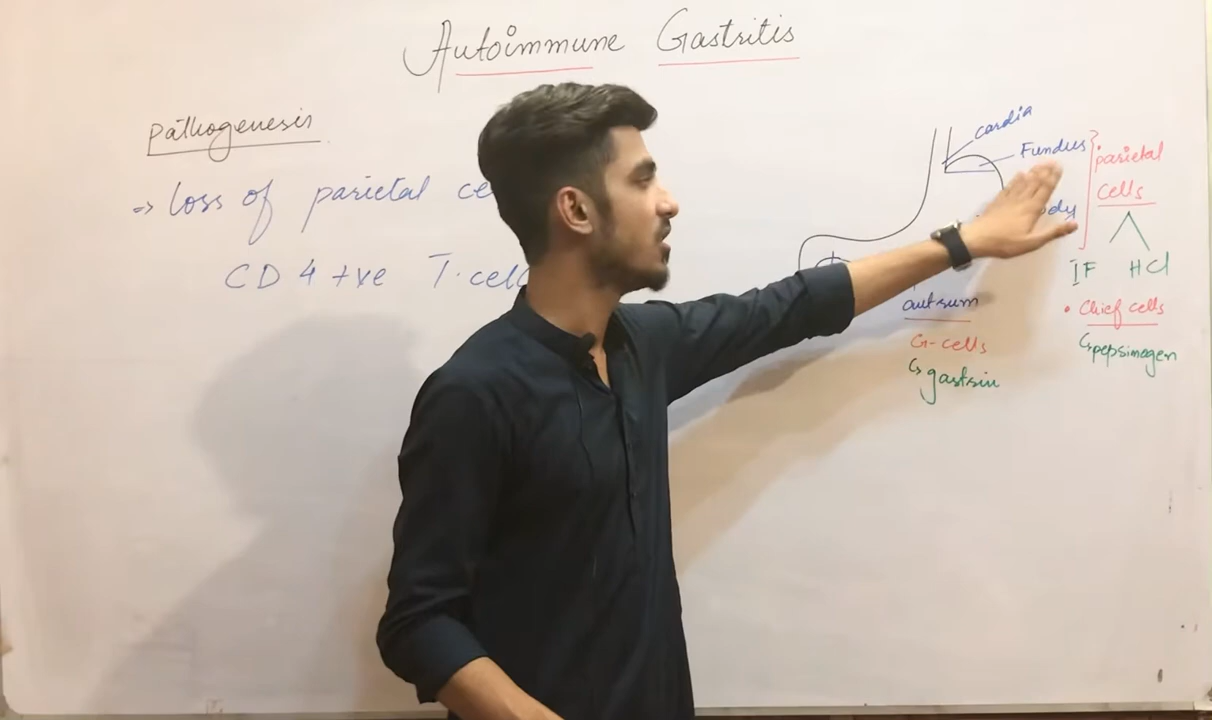 Autoimmune Gastritis
pathogenesis
=> loss of parietal ce
CD 4 +ve T.cell
cardia
Fundus
ody
• parietal
cells
IF HCl
• Chief cells
↳pepsinogen
antrum
G-cells
↳gastrin